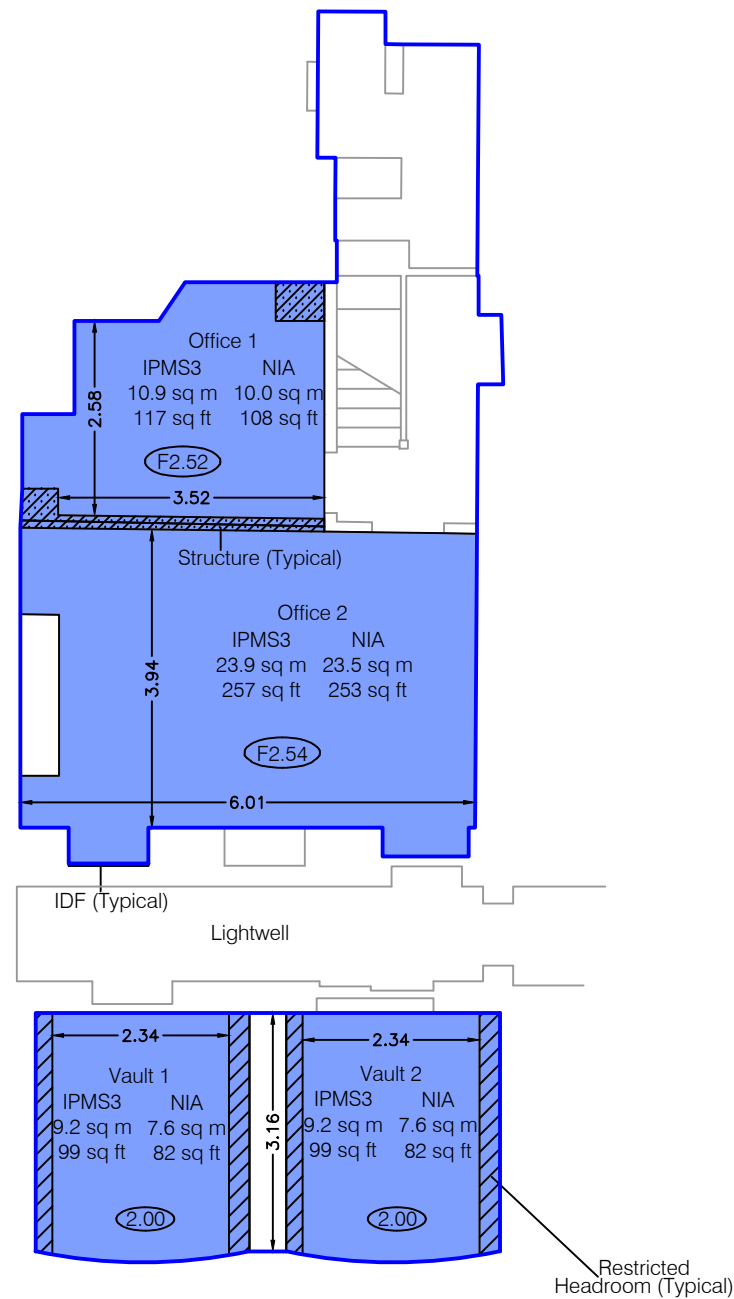 Office 1
IPMS3 NIA
10.9 sq m 10.0 sq m
117 sq ft 108 sq ft
2.58
F2.52
3.52
Structure (Typical)
Office 2
IPMS3 NIA
23.9 sq m 23.5 sq m
257 sq ft 253 sq ft
3.94
F2.54
6.01
IDF (Typical)
Lightwell
2.34
Vault 1
IPMS3 NIA
9.2 sq m 7.6 sq m
99 sq ft 82 sq ft
2.00
3.16
2.34
Vault 2
IPMS3 NIA
9.2 sq m 7.6 sq m
99 sq ft 82 sq ft
2.00
Restricted
Headroom (Typical)